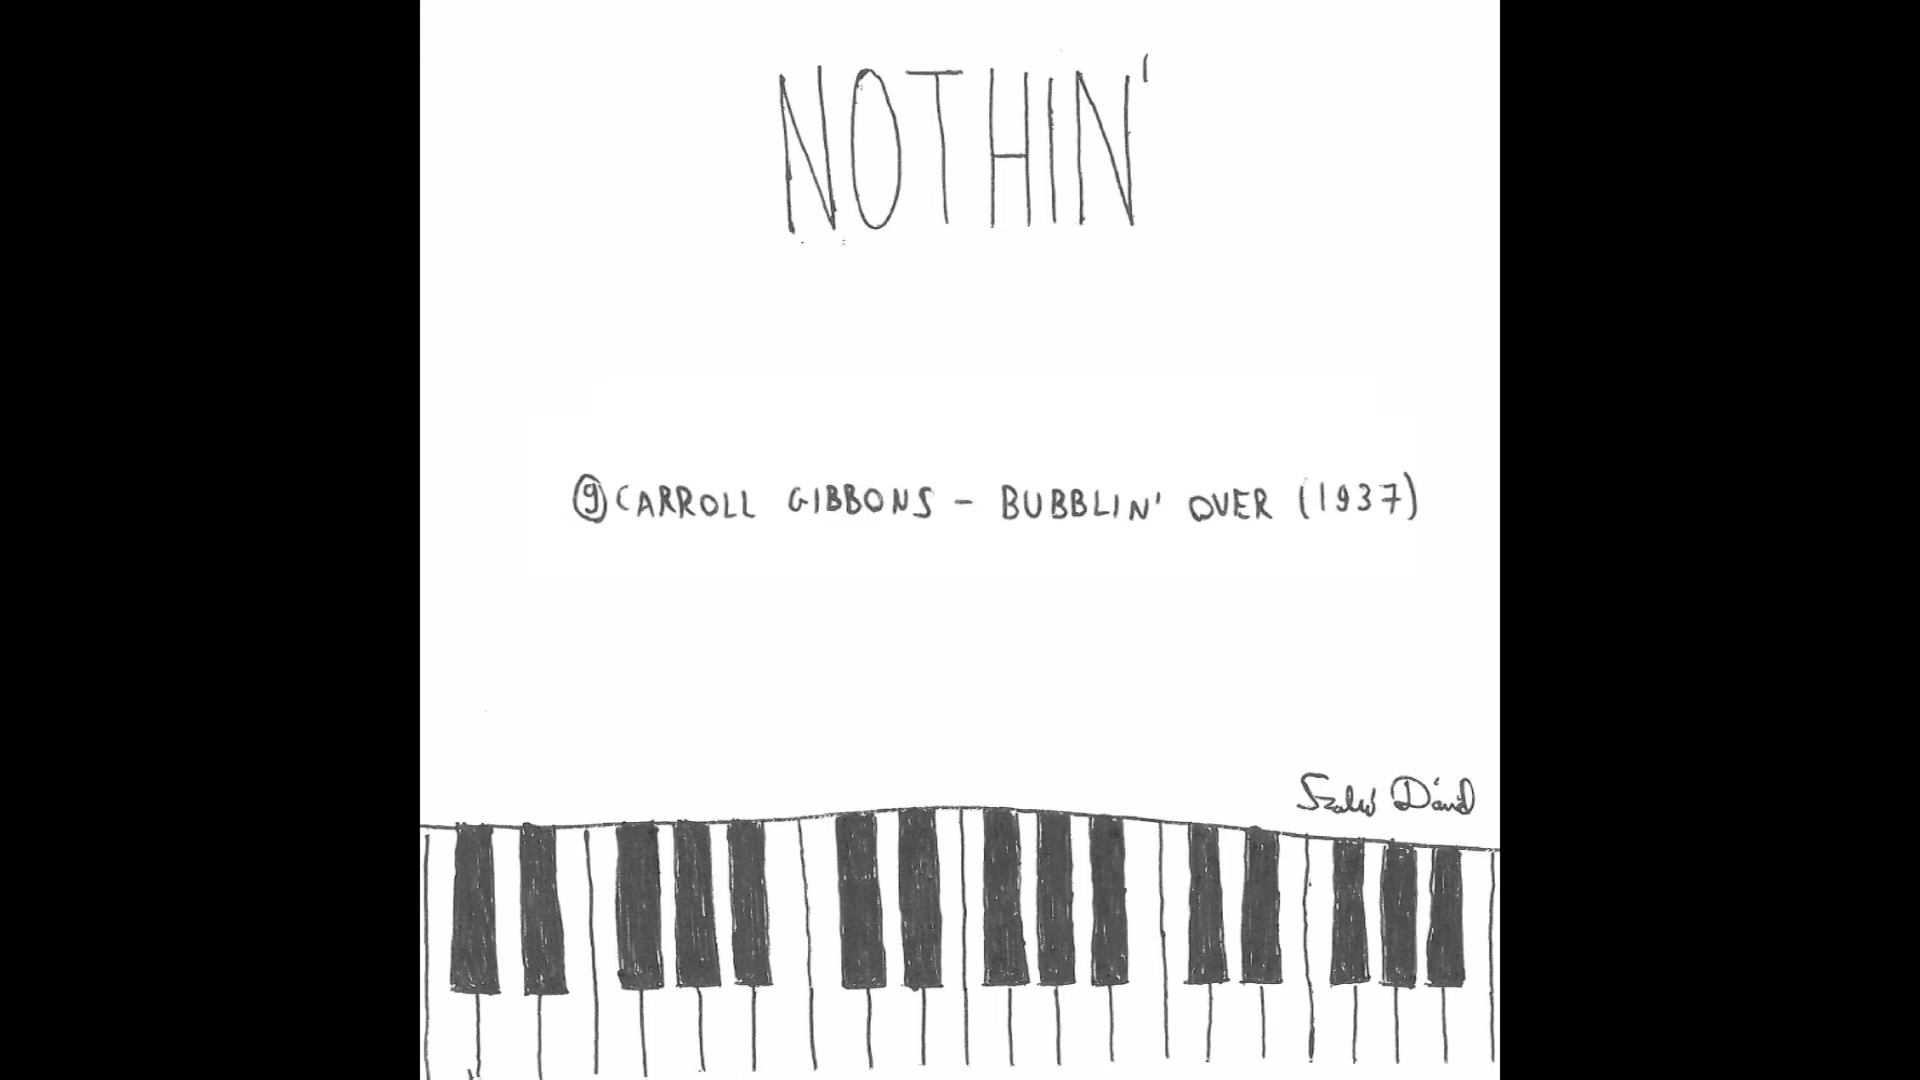 NOTHIN'
⑨ CARROLL GIBBONS - BUBBLIN' OVER (1937)
Szabó Dávid